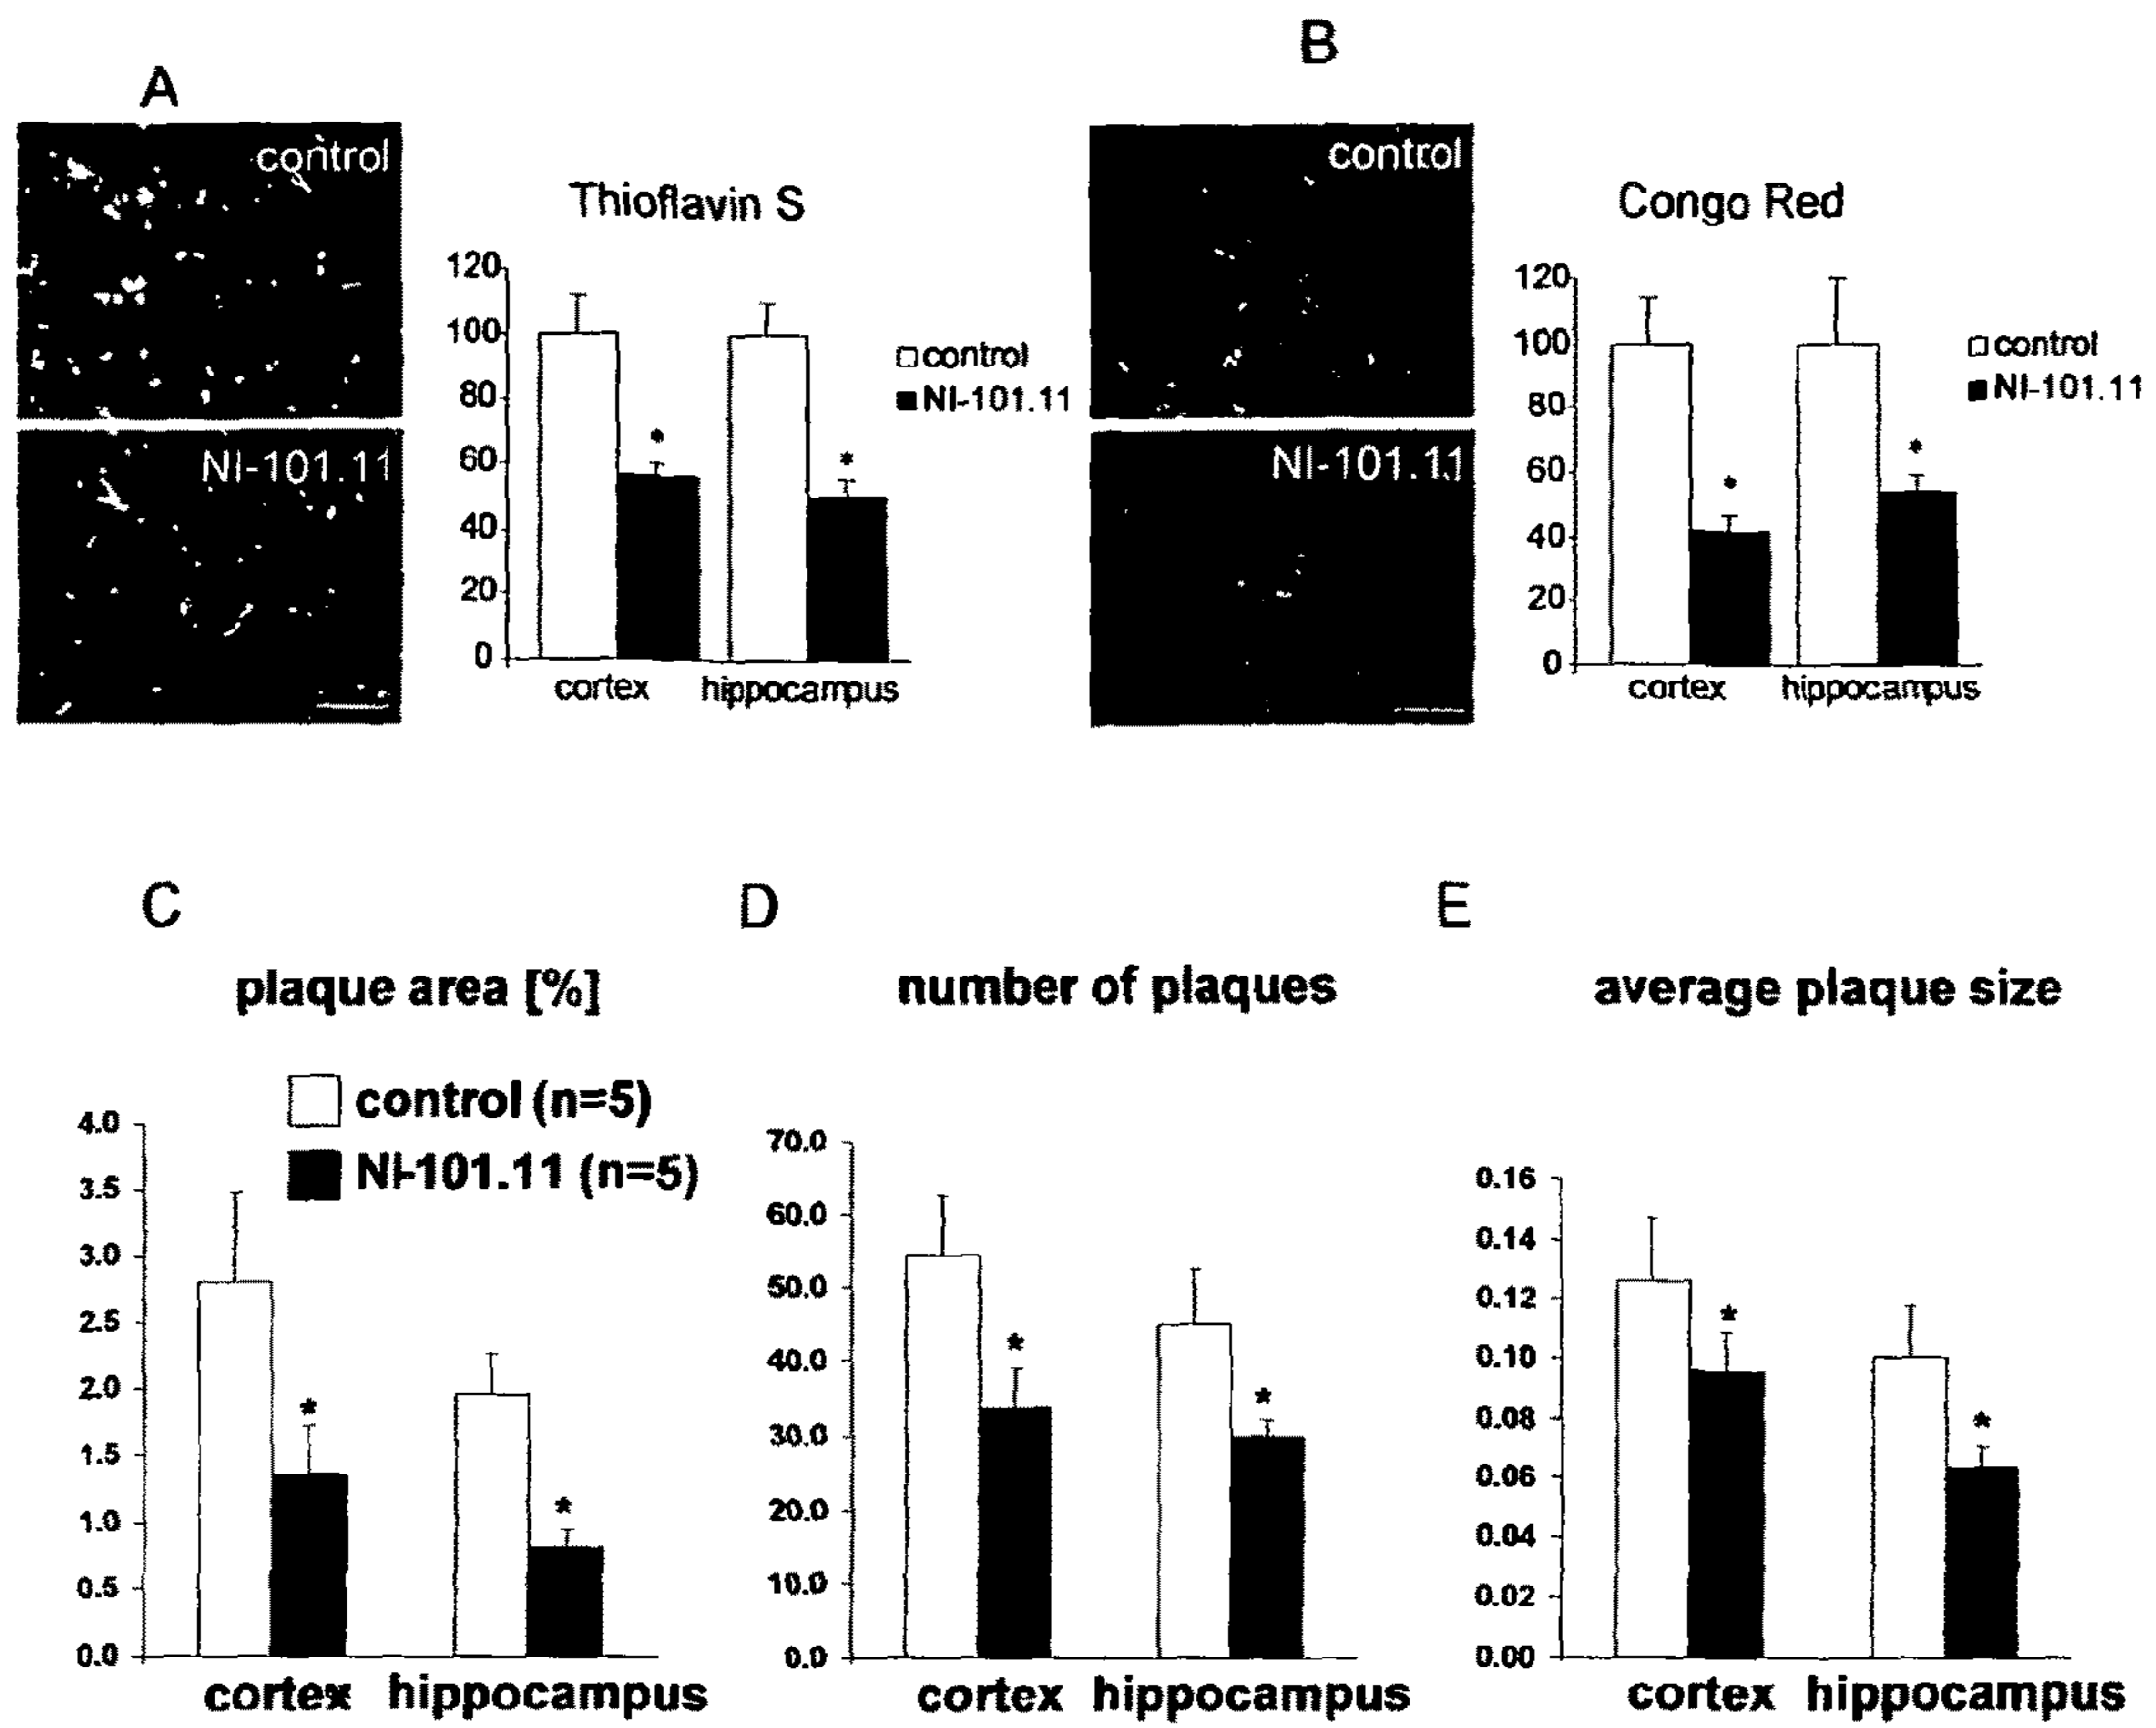 A
B
control
NI-101.11
Thioflavin S
120
100
80
60
40
20
0
cortex hippocampus
control
NI-101.11
control
NI-101.11
Congo Red
120
100
80
60
40
20
0
cortex hippocampus
control
NI-101.11
C
plaque area [%]
control (n=5)
NI-101.11 (n=5)
4.0
3.5
3.0
2.5
2.0
1.5
1.0
0.5
0.0
* *
cortex hippocampus
D
number of plaques
70.0
60.0
50.0
40.0
30.0
20.0
10.0
0.0
* *
cortex hippocampus
E
average plaque size
0.16
0.14
0.12
0.10
0.08
0.06
0.04
0.02
0.00
* *
cortex hippocampus